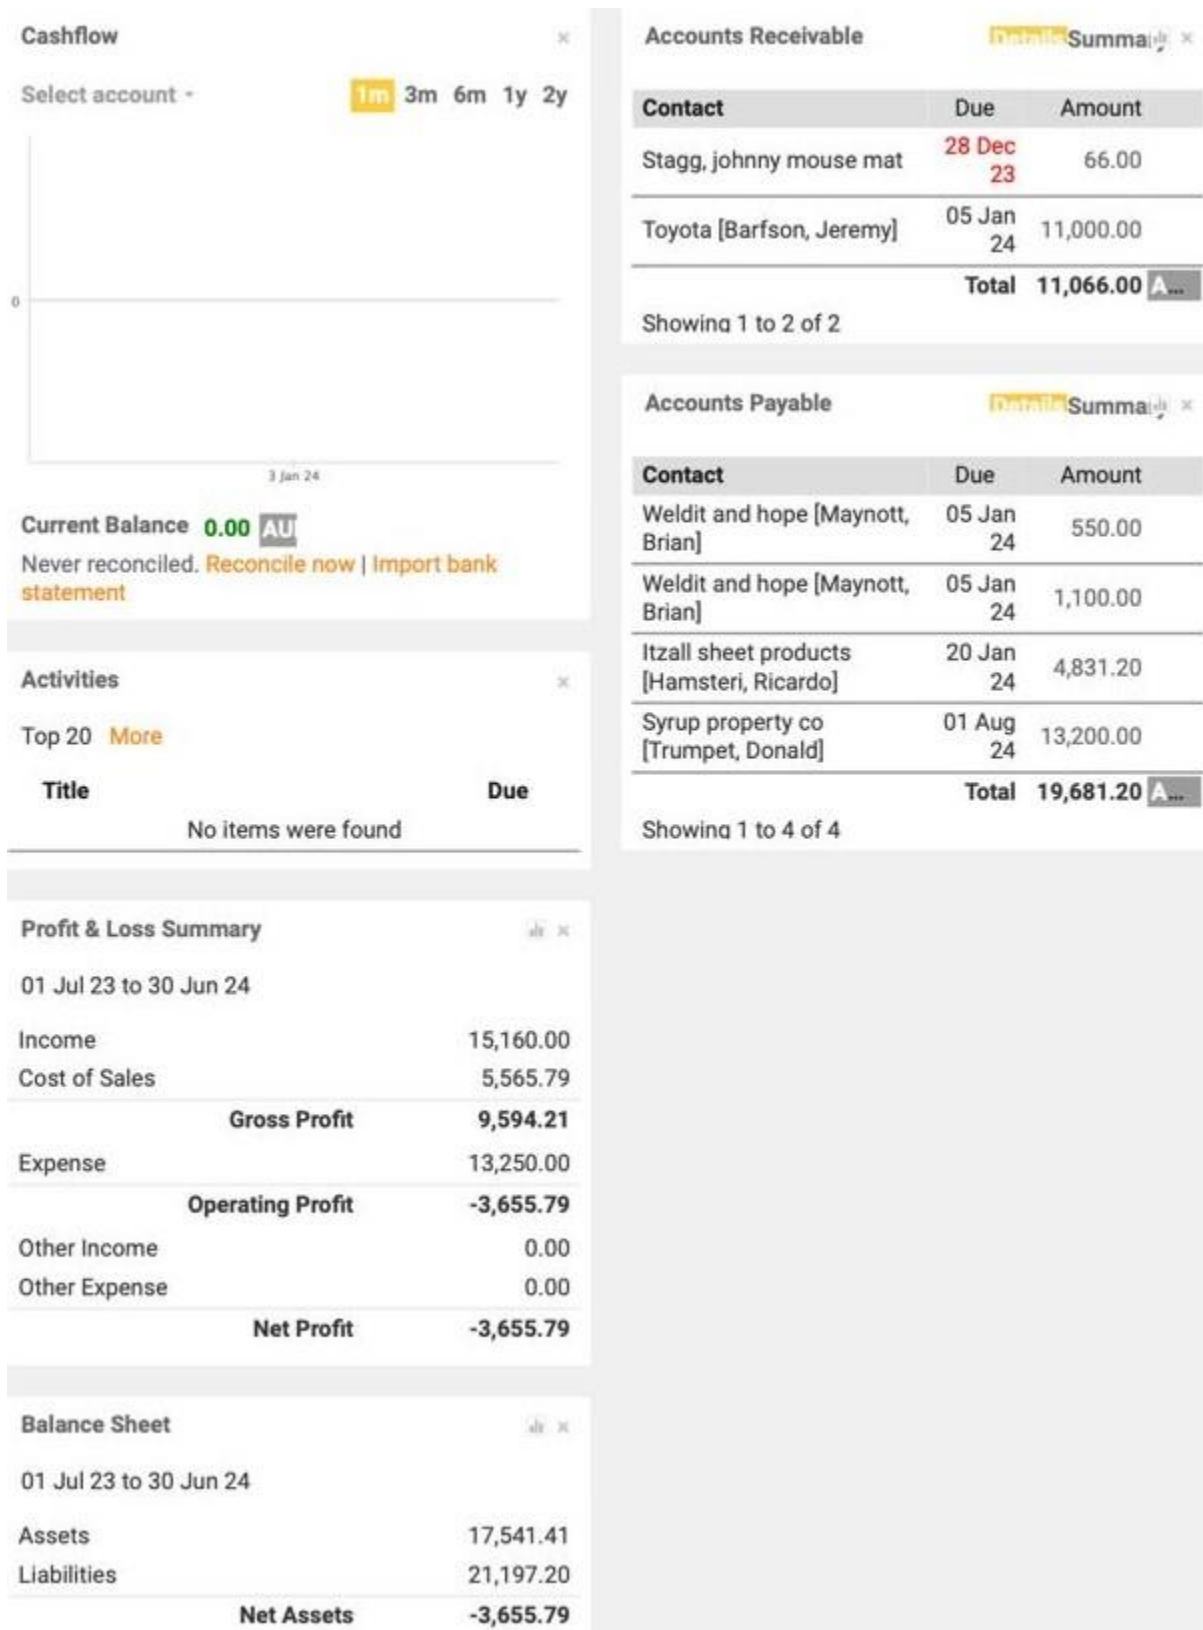 Cashflow
Select account
1m 3m 6m 1y 2y
0
3 Jan 24
Current Balance 0.00 AU
Never reconciled. Reconcile now | Import bank
statement
Activities
Top 20 More
Title Due
No items were found
Profit & Loss Summary
01 Jul 23 to 30 Jun 24
Income 15,160.00
Cost of Sales 5,565.79
Gross Profit 9,594.21
Expense 13,250.00
Operating Profit -3,655.79
Other Income 0.00
Other Expense 0.00
Net Profit -3,655.79
Balance Sheet
01 Jul 23 to 30 Jun 24
Assets 17,541.41
Liabilities 21,197.20
Net Assets -3,655.79
Accounts Receivable Details Summa
Contact Due Amount
Stagg, johnny mouse mat 28 Dec 23 66.00
Toyota [Barfson, Jeremy] 05 Jan 24 11,000.00
Total 11,066.00 A...
Showing 1 to 2 of 2
Accounts Payable Details Summa
Contact Due Amount
Weldit and hope [Maynott, Brian] 05 Jan 24 550.00
Weldit and hope [Maynott, Brian] 05 Jan 24 1,100.00
Itzall sheet products [Hamsteri, Ricardo] 20 Jan 24 4,831.20
Syrup property co [Trumpet, Donald] 01 Aug 24 13,200.00
Total 19,681.20 A...
Showing 1 to 4 of 4